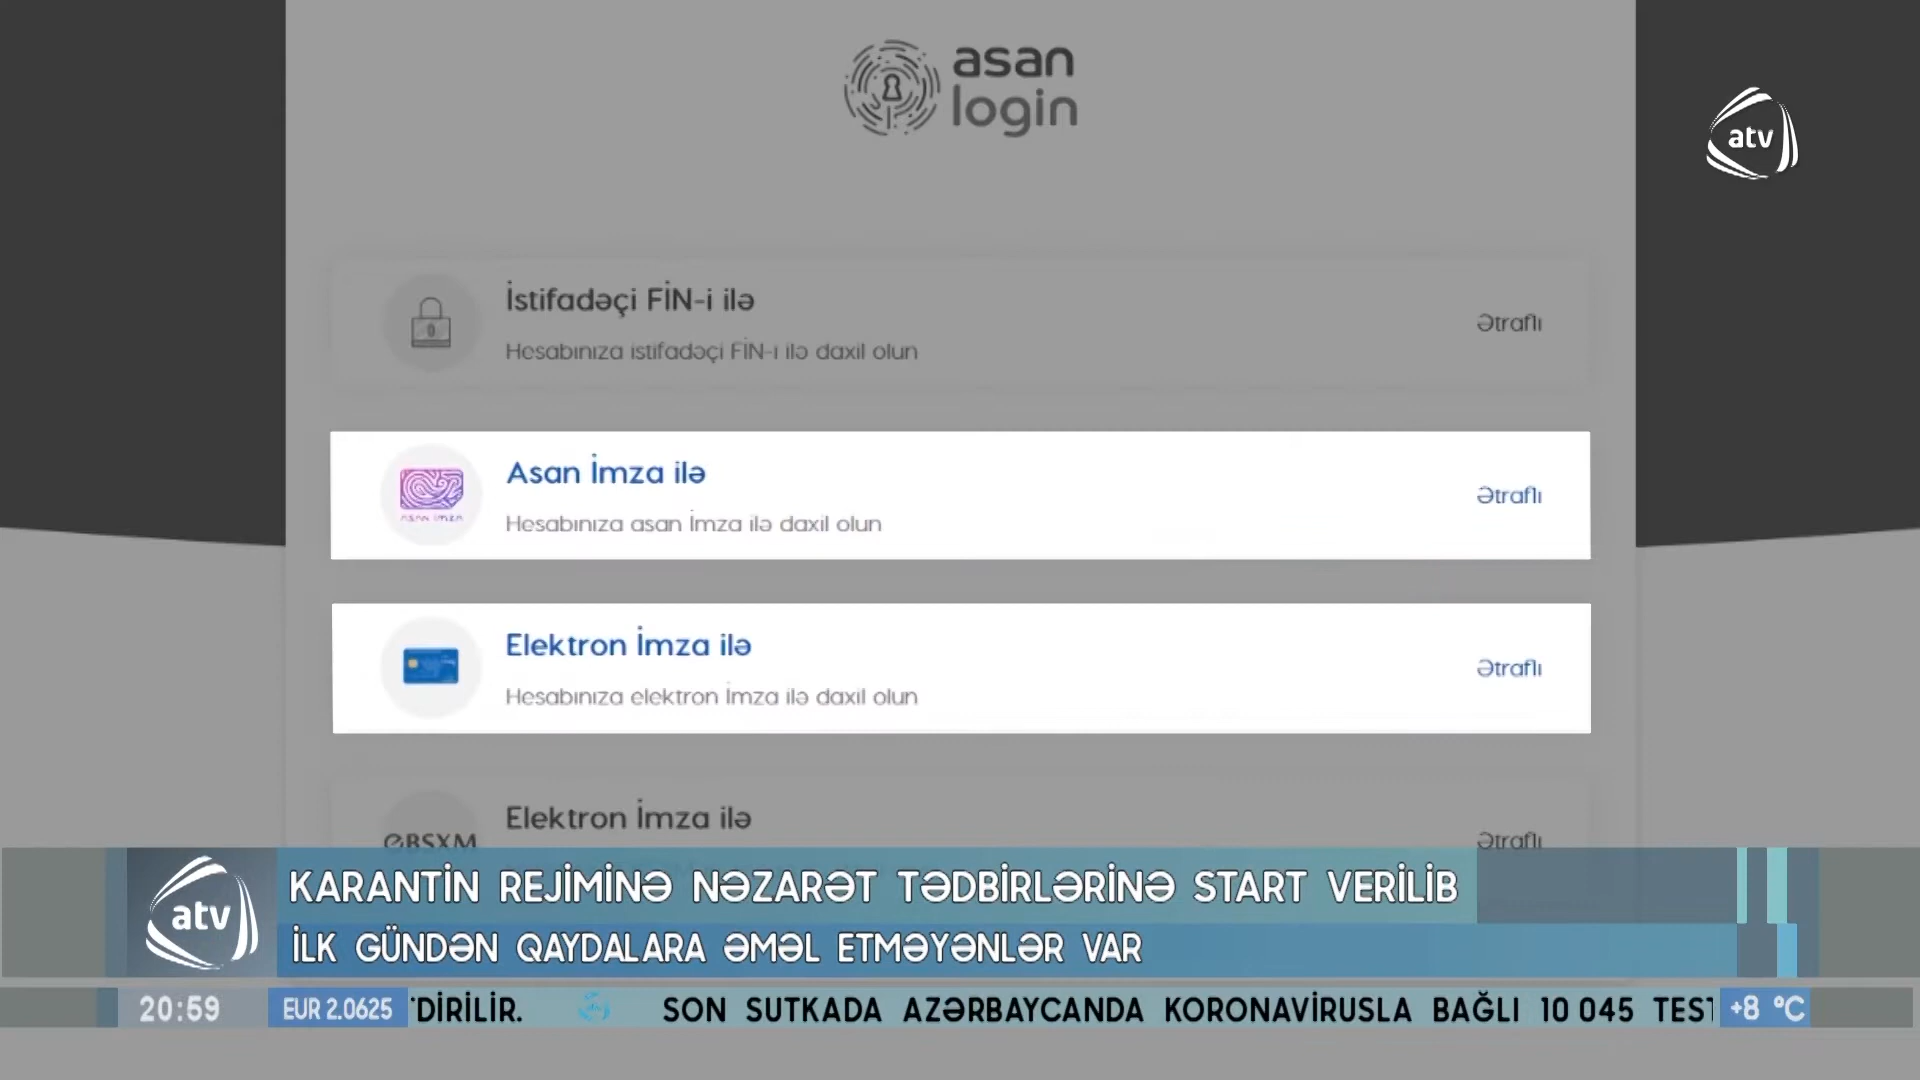 asan
login
atv
İstifadəçi FİN-i ilə
Hesabınıza istifadəçi FİN-i ilə daxil olun
Ətraflı
ASAN İMZA
Asan İmza ilə
Hesabınıza asan İmza ilə daxil olun
Ətraflı
Elektron İmza ilə
Hesabınıza elektron İmza ilə daxil olun
Ətraflı
Elektron İmza ilə
Ətraflı
atv
KARANTİN REJİMİNƏ NƏZARƏT TƏDBİRLƏRİNƏ START VERİLİB
İLK GÜNDƏN QAYDALARA ƏMƏL ETMƏYƏNLƏR VAR
20:59 EUR 2.0625 DİRİLİR. SON SUTKADA AZƏRBAYCANDA KORONAVİRUSLA BAĞLI 10 045 TEST +8 °C